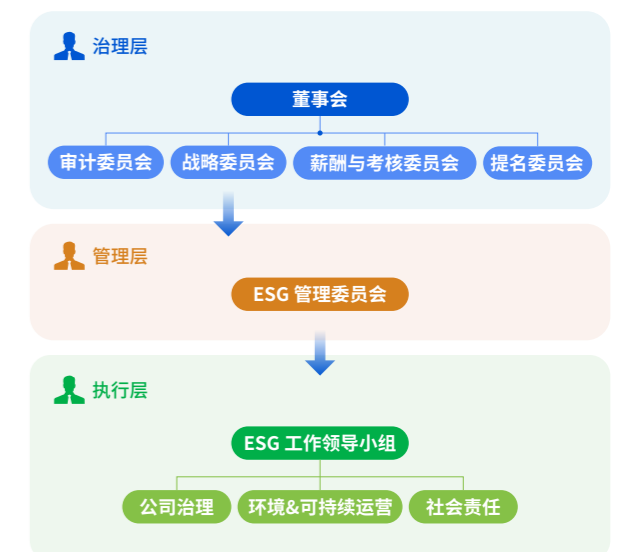 治理层
董事会
审计委员会 战略委员会 薪酬与考核委员会 提名委员会
管理层
ESG 管理委员会
执行层
ESG 工作领导小组
公司治理 环境&可持续运营 社会责任